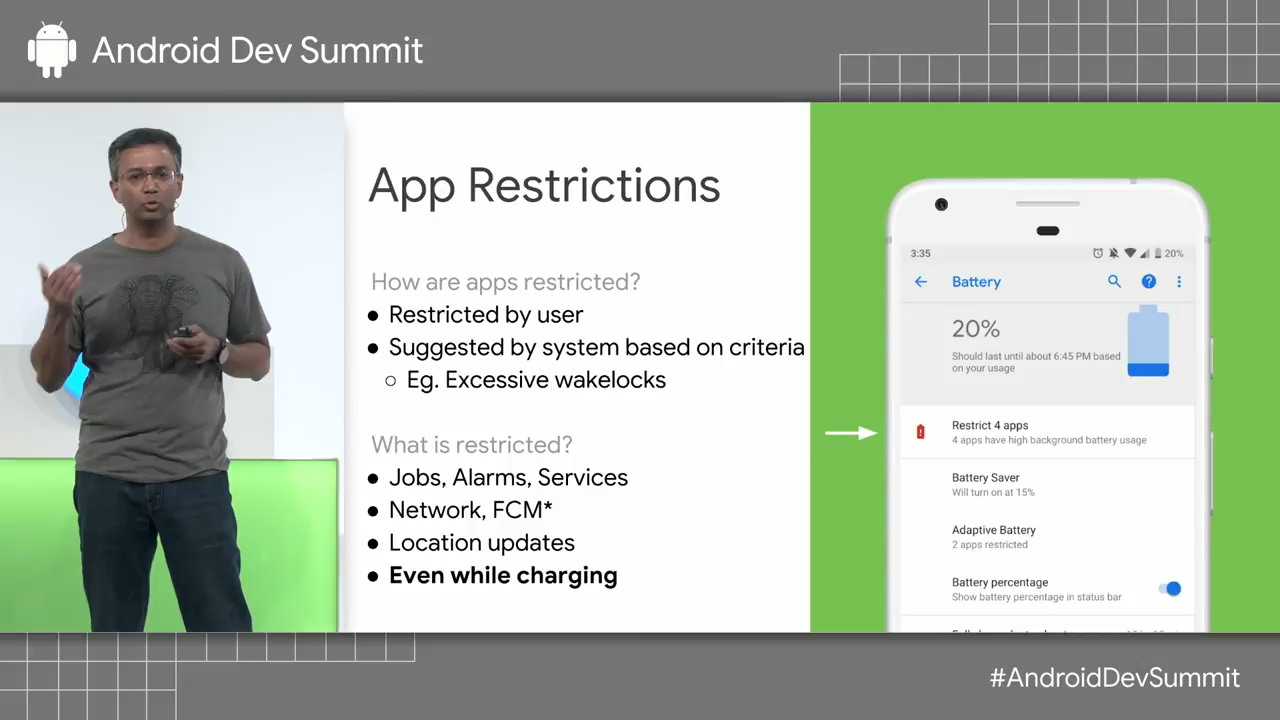 Android Dev Summit
App Restrictions
How are apps restricted?
● Restricted by user
● Suggested by system based on criteria
○ Eg. Excessive wakelocks
What is restricted?
● Jobs, Alarms, Services
● Network, FCM*
● Location updates
● Even while charging
3:35
20%
Battery
20%
Should last until about 6:45 PM based
on your usage
Restrict 4 apps
4 apps have high background battery usage
Battery Saver
Will turn on at 15%
Adaptive Battery
2 apps restricted
Battery percentage
Show battery percentage in status bar
#AndroidDevSummit